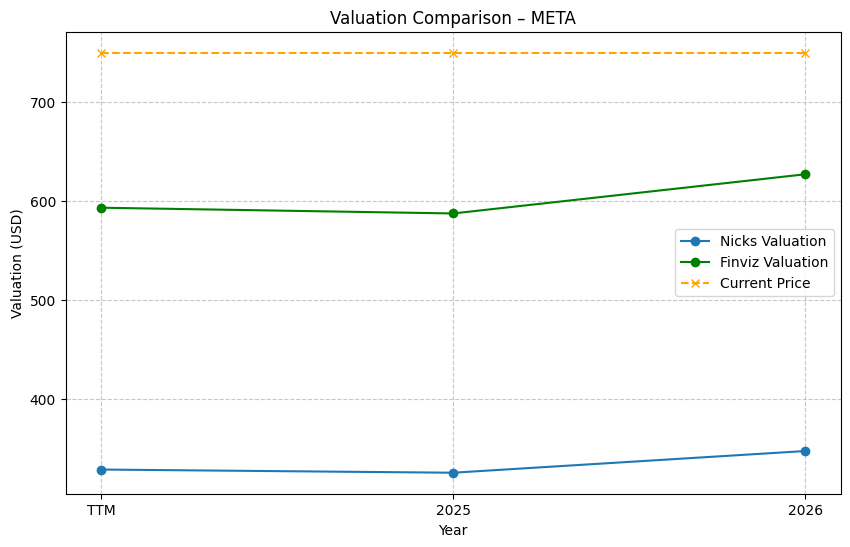 Valuation Comparison – META
Valuation (USD)
700
600
500
400
Nicks Valuation
Finviz Valuation
Current Price
TTM
2025
2026
Year